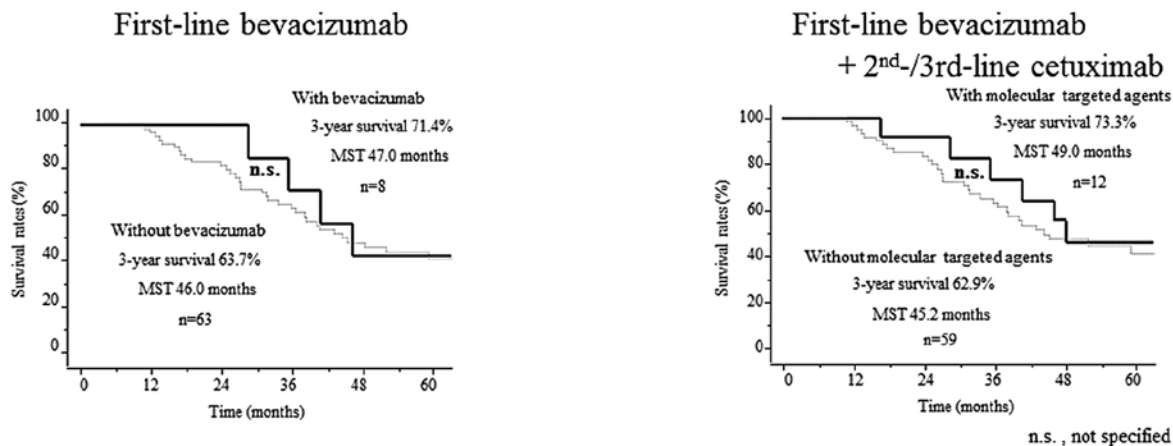 First-line bevacizumab
With bevacizumab
3-year survival 71.4%
MST 47.0 months
n=8
n.s.
Without bevacizumab
3-year survival 63.7%
MST 46.0 months
n=63
Survival rates (%)
100
80
60
40
20
0
0 12 24 36 48 60
Time (months)
First-line bevacizumab
+ 2nd-/3rd-line cetuximab
With molecular targeted agents
3-year survival 73.3%
MST 49.0 months
n=12
n.s.
Without molecular targeted agents
3-year survival 62.9%
MST 45.2 months
n=59
Survival rates (%)
100
80
60
40
20
0
0 12 24 36 48 60
Time (months)
n.s. , not specified